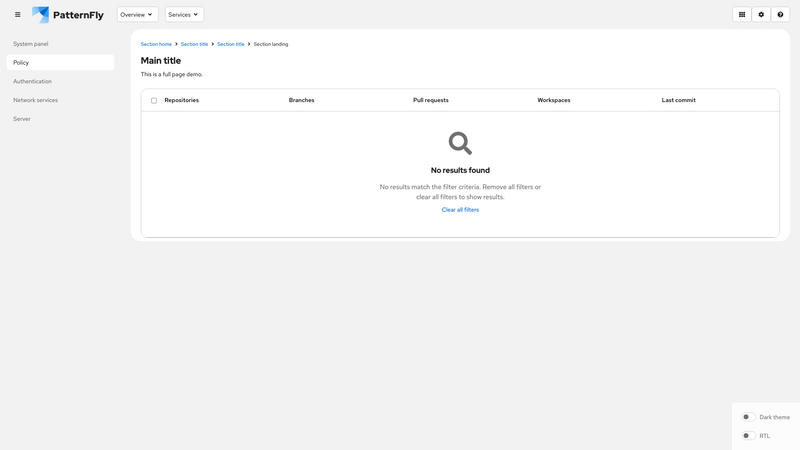 PatternFly
Overview
Services
System panel
Policy
Authentication
Network services
Server
Section home
Section title
Section title
Section landing
Main title
This is a full page demo.
Repositories
Branches
Pull requests
Workspaces
Last commit
No results found
No results match the filter criteria. Remove all filters or
clear all filters to show results.
Clear all filters
Dark theme
RTL